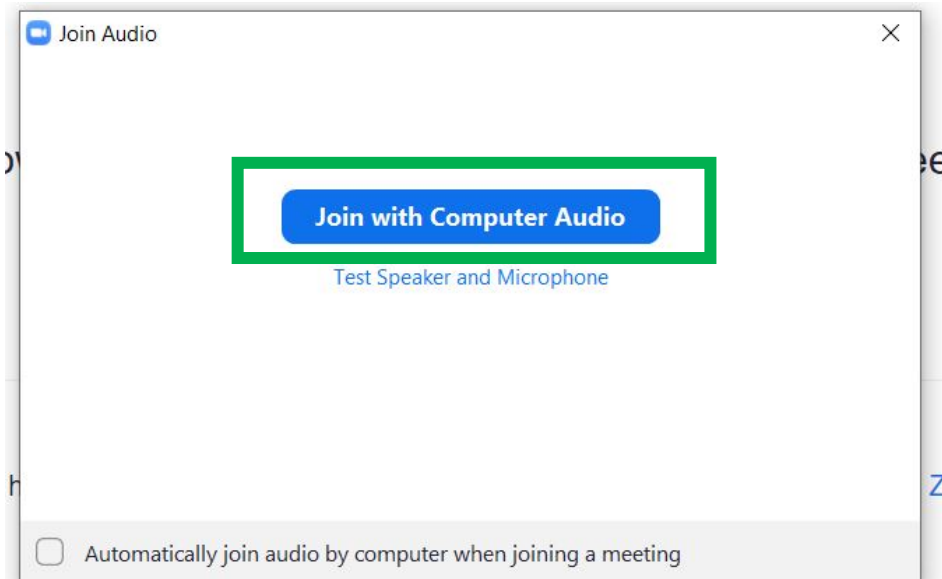 Join Audio
Join with Computer Audio
Test Speaker and Microphone
Automatically join audio by computer when joining a meeting